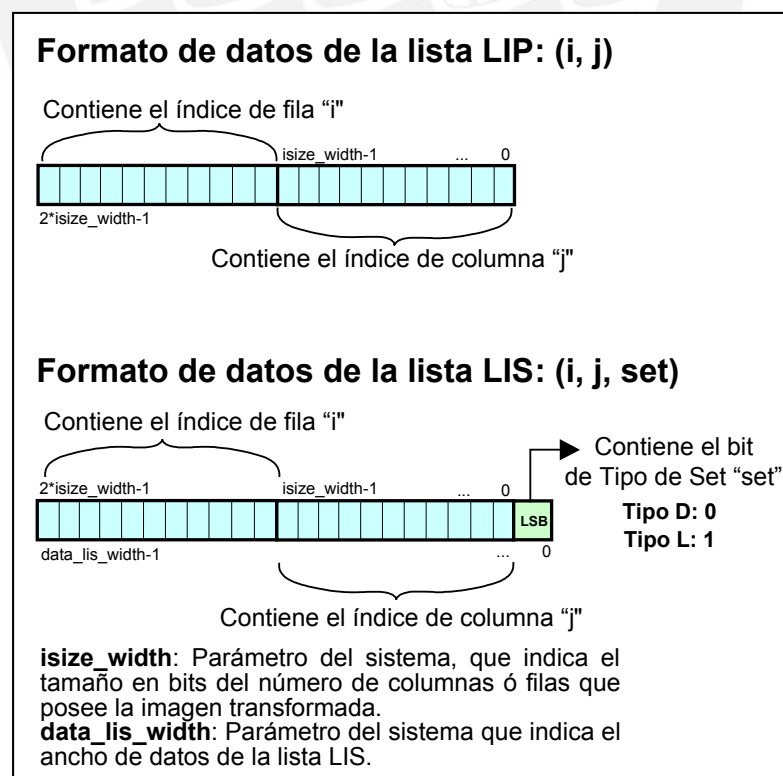 Formato de datos de la lista LIP: (i, j)
Contiene el índice de fila “i"
isize_width-1 ... 0
2*isize_width-1
Contiene el índice de columna “j"
Formato de datos de la lista LIS: (i, j, set)
Contiene el índice de fila “i"
Contiene el bit
de Tipo de Set “set”
Tipo D: 0
Tipo L: 1
2*isize_width-1 isize_width-1 ... 0
LSB
data_lis_width-1 ... 0
Contiene el índice de columna “j"
isize_width: Parámetro del sistema, que indica el
tamaño en bits del número de columnas ó filas que
posee la imagen transformada.
data_lis_width: Parámetro del sistema que indica el
ancho de datos de la lista LIS.